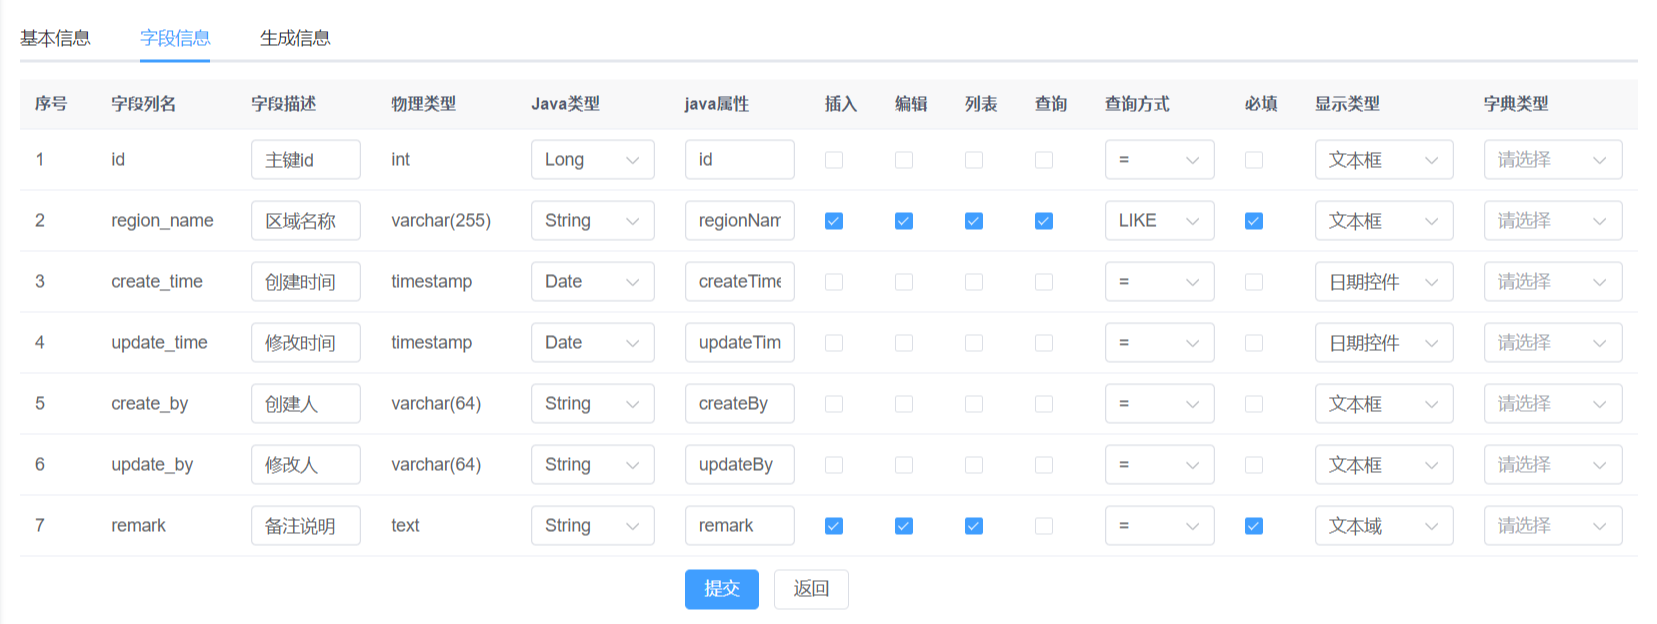 基本信息 字段信息 生成信息
序号 字段列名 字段描述 物理类型 Java类型 java属性 插入 编辑 列表 查询 查询方式 必填 显示类型 字典类型
1 id 主键id int Long id = 文本框 请选择
2 region_name 区域名称 varchar(255) String regionNam LIKE 文本框 请选择
3 create_time 创建时间 timestamp Date createTime = 日期控件 请选择
4 update_time 修改时间 timestamp Date updateTim = 日期控件 请选择
5 create_by 创建人 varchar(64) String createBy = 文本框 请选择
6 update_by 修改人 varchar(64) String updateBy = 文本框 请选择
7 remark 备注说明 text String remark = 文本域 请选择
提交 返回